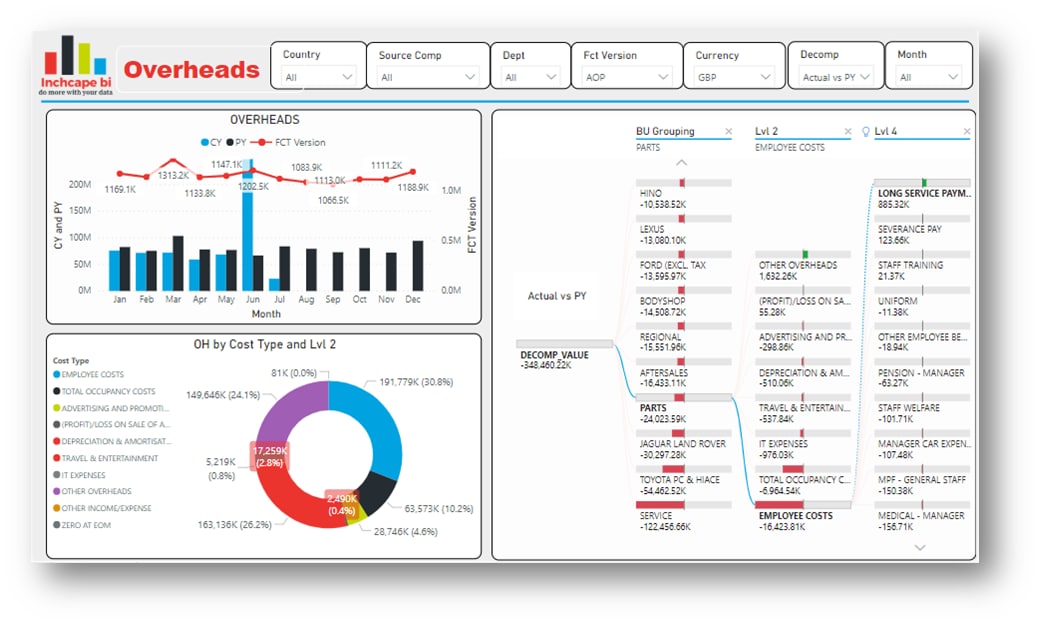 Inchcape bi
do more with your data
Overheads
Country
All
Source Comp
All
Dept
All
Fct Version
AOP
Currency
GBP
Decomp
Actual vs PY
Month
All
OVERHEADS
CY PY FCT Version
200M
150M
100M
50M
0M
CY and PY
1.0M
0.5M
0.0M
FCT Version
1169.1K
1313.2K
1133.8K
1147.1K
1202.5K
1083.9K
1113.0K
1066.5K
1111.2K
1188.9K
Jan Feb Mar Apr May Jun Jul Aug Sep Oct Nov Dec
Month
OH by Cost Type and Lvl 2
Cost Type
EMPLOYEE COSTS
TOTAL OCCUPANCY COSTS
ADVERTISING AND PROMOTI...
(PROFIT)/LOSS ON SALE OF A...
DEPRECIATION & AMORTISAT...
TRAVEL & ENTERTAINMENT
IT EXPENSES
OTHER OVERHEADS
OTHER INCOME/EXPENSE
ZERO AT EOM
81K (0.0%)
191,779K (30.8%)
149,646K (24.1%)
17,259K
(2.8%)
5,219K
(0.8%)
2,490K
(0.4%)
63,573K (10.2%)
163,136K (26.2%)
28,746K (4.6%)
Actual vs PY
DECOMP_VALUE
-348,460.22K
BU Grouping
PARTS
HINO
-10,538.52K
LEXUS
-13,080.10K
FORD (EXCL. TAX
-13,595.97K
BODYSHOP
-14,508.72K
REGIONAL
-15,551.96K
AFTERSALES
-16,433.11K
PARTS
-24,023.59K
JAGUAR LAND ROVER
-30,297.28K
TOYOTA PC & HIACE
-54,462.52K
SERVICE
-122,456.66K
Lvl 2
EMPLOYEE COSTS
OTHER OVERHEADS
1,632.26K
(PROFIT)/LOSS ON SA...
55.28K
ADVERTISING AND PR...
-298.86K
DEPRECIATION & AM...
-510.06K
TRAVEL & ENTERTAIN...
-537.84K
IT EXPENSES
-976.03K
TOTAL OCCUPANCY C...
-6,964.54K
EMPLOYEE COSTS
-16,423.81K
Lvl 4
LONG SERVICE PAYM...
885.32K
SEVERANCE PAY
123.66K
STAFF TRAINING
21.37K
UNIFORM
-11.38K
OTHER EMPLOYEE BE...
-18.94K
PENSION - MANAGER
-63.27K
STAFF WELFARE
-101.71K
MANAGER CAR EXPEN...
-107.48K
MPF - GENERAL STAFF
-150.38K
MEDICAL - MANAGER
-156.71K